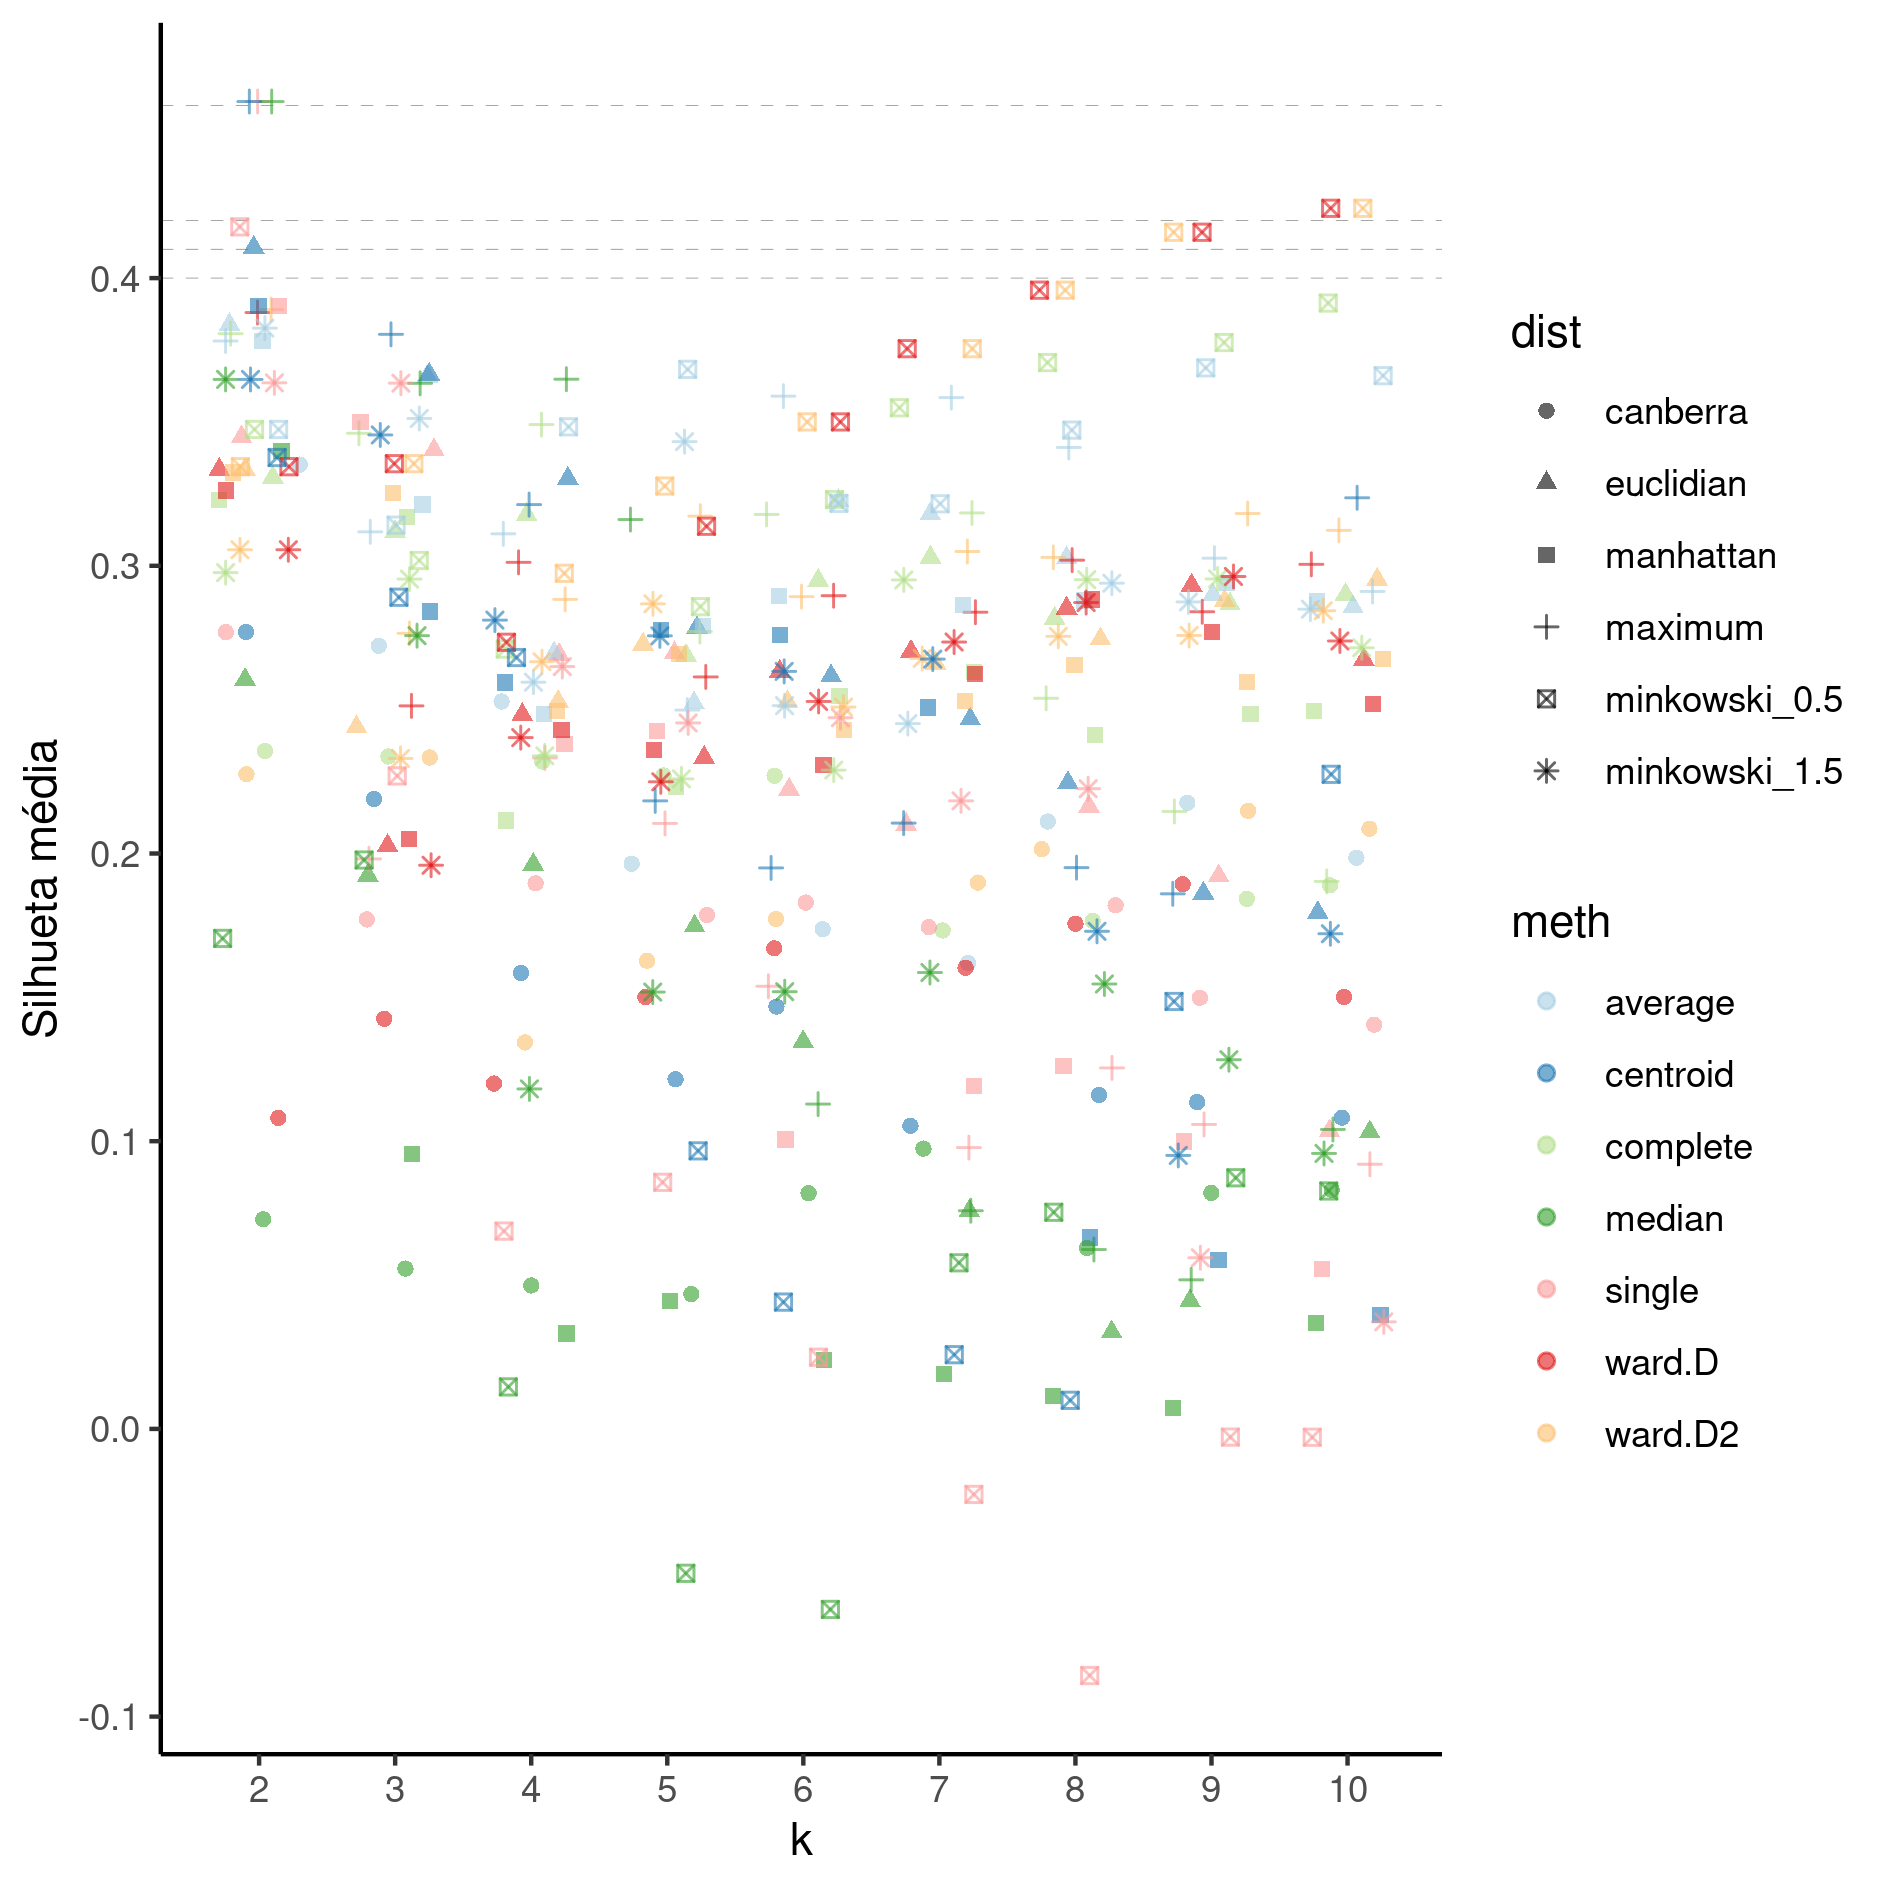 Silhueta média
0.4
0.3
0.2
0.1
0.0
-0.1
2 3 4 5 6 7 8 9 10
k
dist
canberra
euclidian
manhattan
maximum
minkowski_0.5
minkowski_1.5
meth
average
centroid
complete
median
single
ward.D
ward.D2